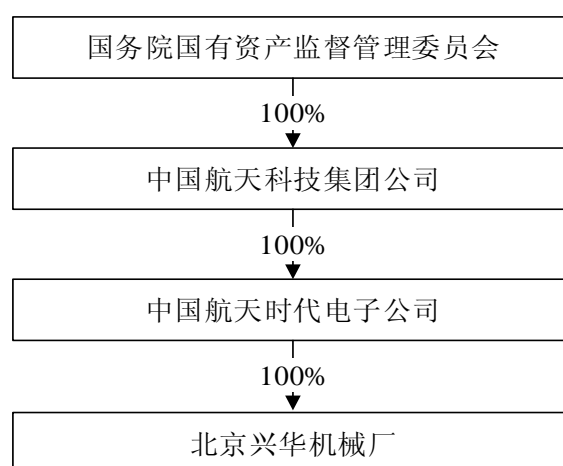 国务院国有资产监督管理委员会
100%
中国航天科技集团公司
100%
中国航天时代电子公司
100%
北京兴华机械厂